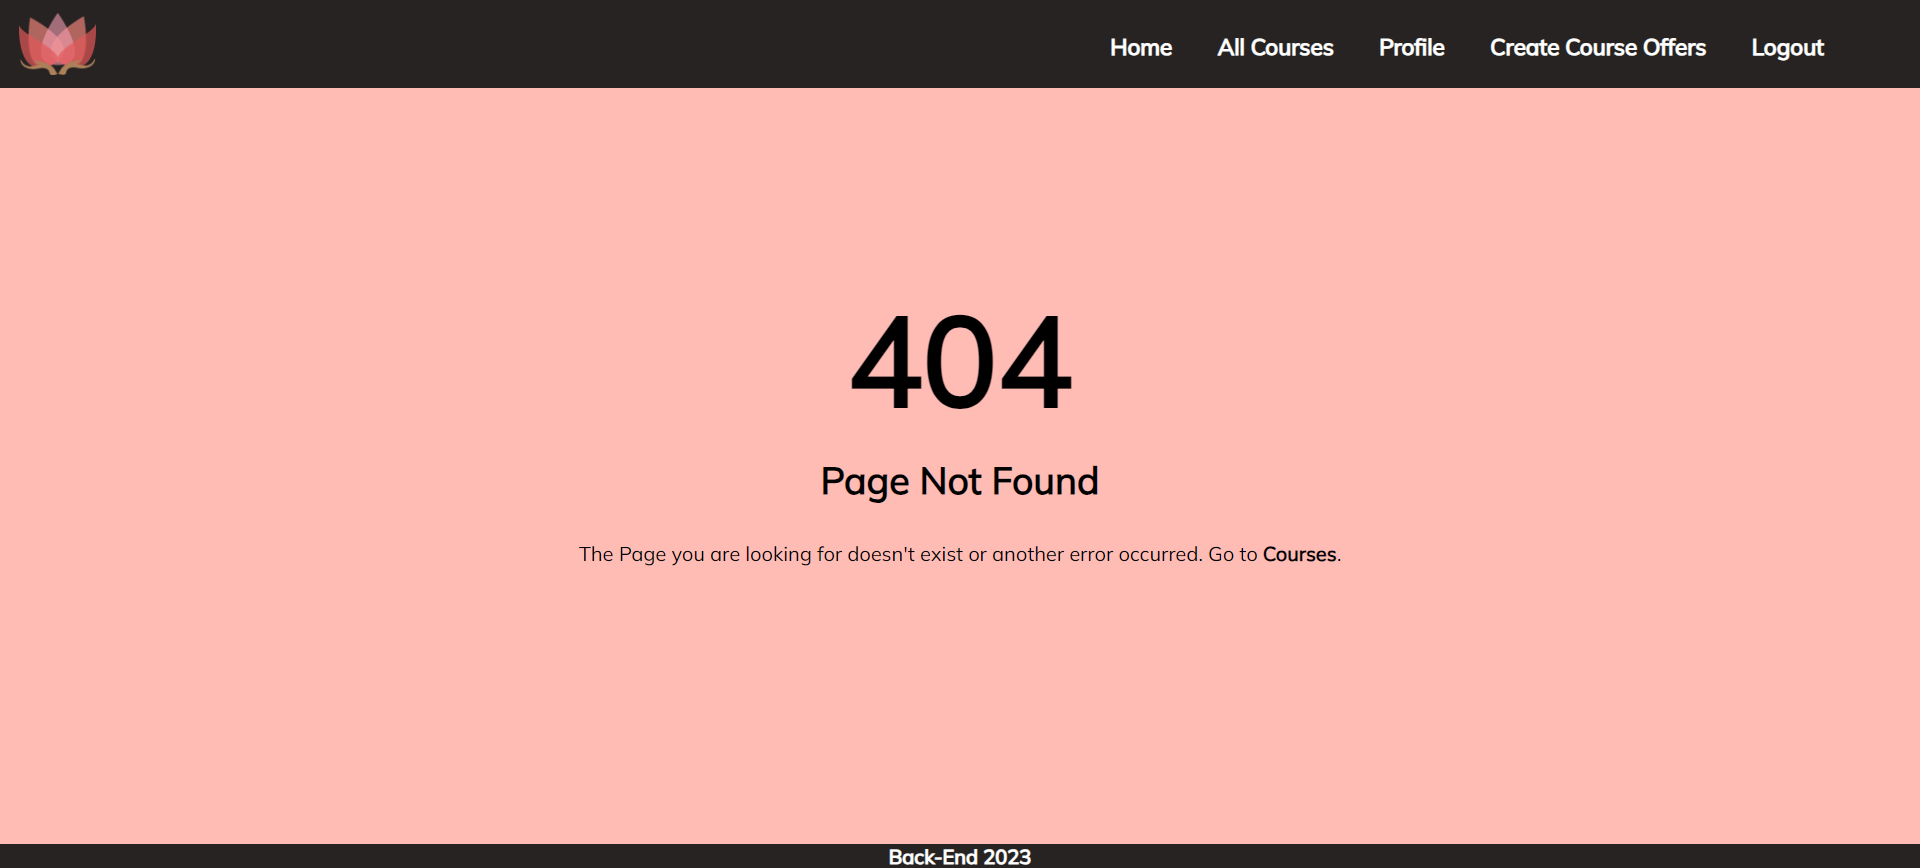 Home All Courses Profile Create Course Offers Logout
404
Page Not Found
The Page you are looking for doesn't exist or another error occurred. Go to Courses.
Back-End 2023